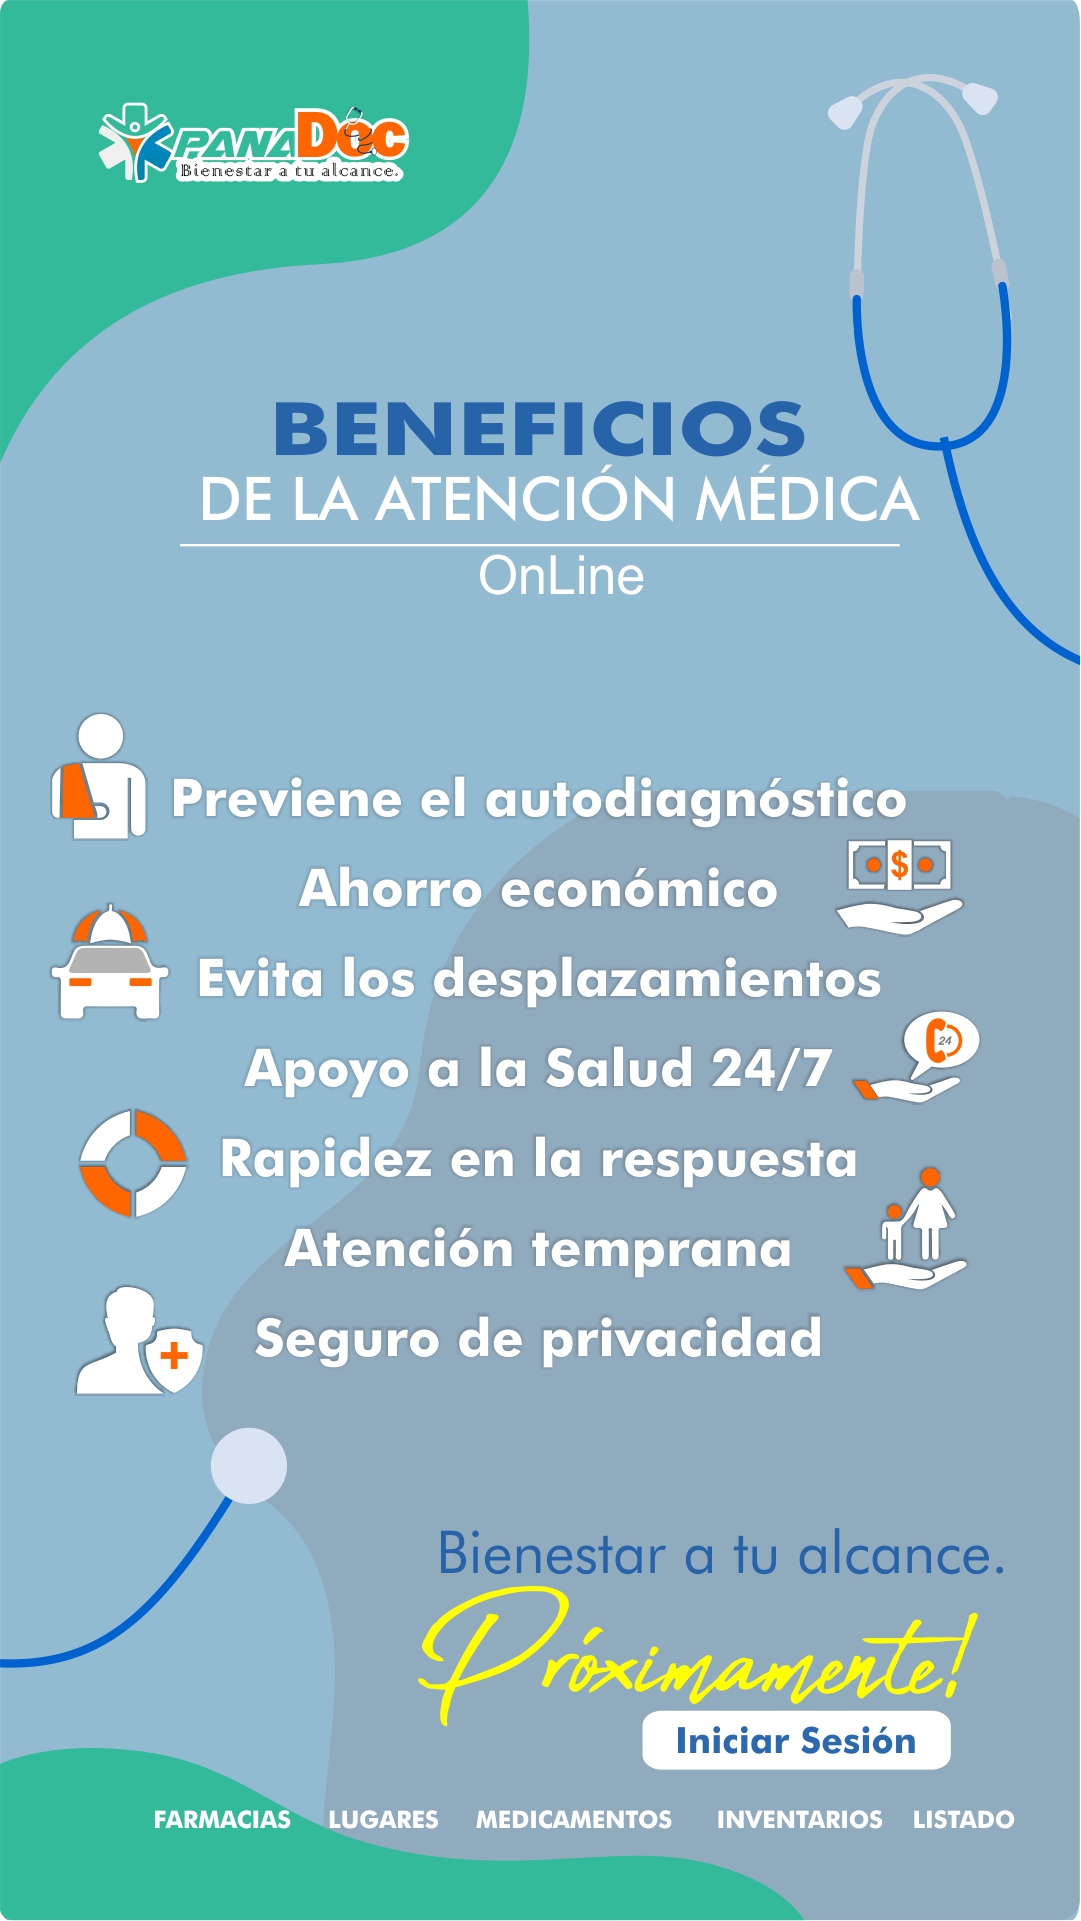 PANADOC
Bienestar a tu alcance.
BENEFICIOS
DE LA ATENCIÓN MÉDICA
OnLine
Previene el autodiagnóstico
$
Ahorro económico
Evita los desplazamientos
24
Apoyo a la Salud 24/7
Rapidez en la respuesta
Atención temprana
Seguro de privacidad
Bienestar a tu alcance.
Próximamente!
Iniciar Sesión
FARMACIAS LUGARES MEDICAMENTOS INVENTARIOS LISTADO